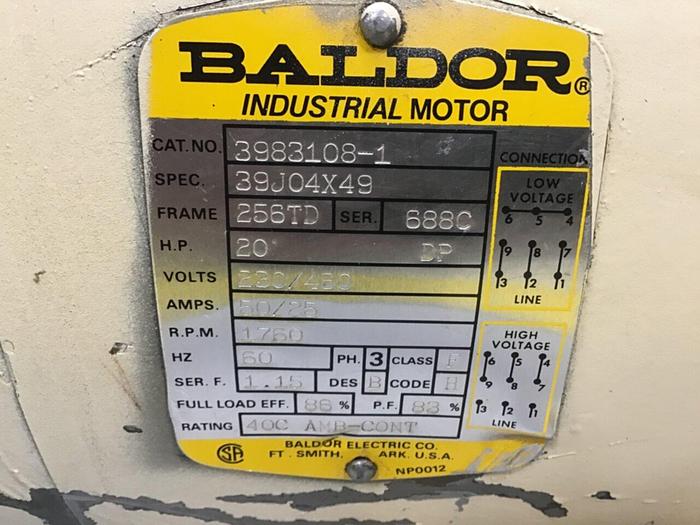 BALDOR®
INDUSTRIAL MOTOR
CAT. NO. 3983108-1
SPEC. 39J04X49
FRAME 256TD SER. 688C
H.P. 20 DP
VOLTS 230/460
AMPS. 50/25
R.P.M. 1760
HZ 60 PH. 3 CLASS F
SER. F. 1.15 DES B CODE H
FULL LOAD EFF. 86 % P.F. 83 %
RATING 40C AMB-CONT
BALDOR ELECTRIC CO.
FT. SMITH, ARK. U.S.A.
NP0012
SA
CONNECTION
LOW
VOLTAGE
6 5 4
9 8 7
3 2 1
LINE
HIGH
VOLTAGE
6 5 4
9 8 7
3 2 1
LINE